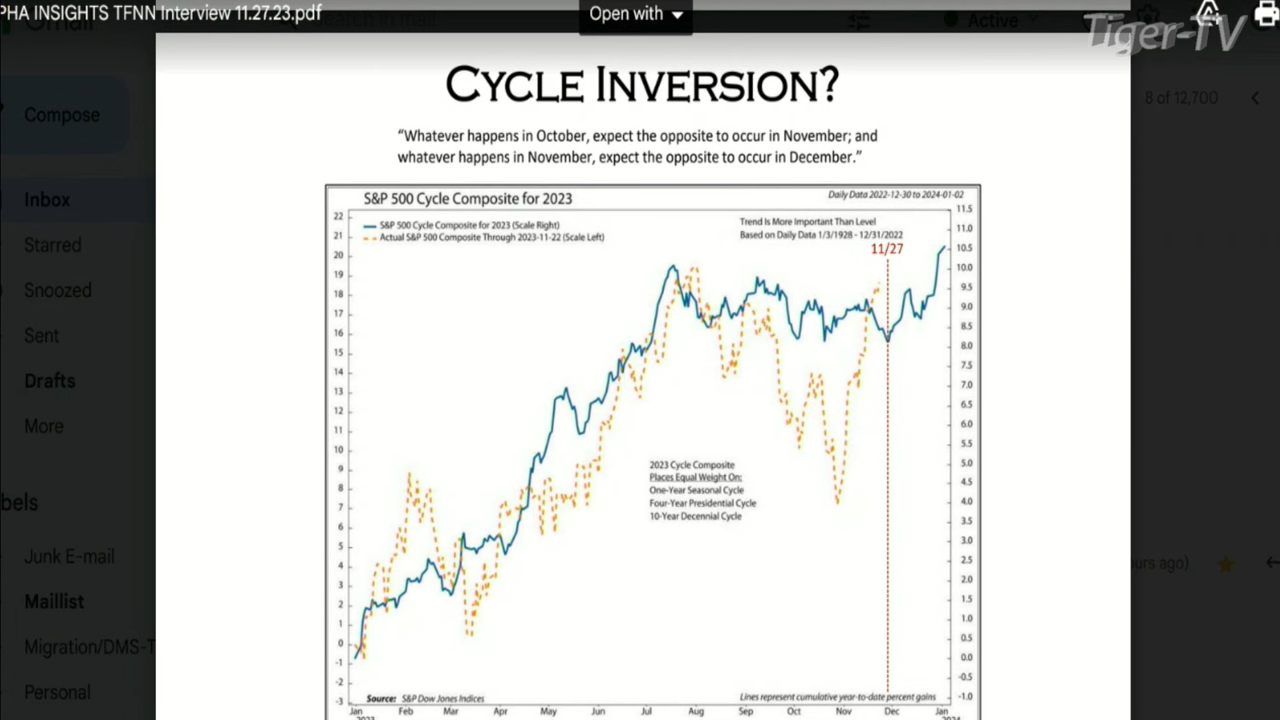 PHA INSIGHTS TFNN Interview 11.27.23.pdf
Open with
Active
Tiger-TV
Compose
8 of 12,700
Inbox
Starred
Snoozed
Sent
Drafts
More
bels
Junk E-mail
Maillist
Migration/DMS-T
Personal
urs ago)
CYCLE INVERSION?
“Whatever happens in October, expect the opposite to occur in November; and
whatever happens in November, expect the opposite to occur in December.”
S&P 500 Cycle Composite for 2023
Daily Data 2022-12-30 to 2024-01-02
S&P 500 Cycle Composite for 2023 (Scale Right)
Actual S&P 500 Composite Through 2023-11-22 (Scale Left)
Trend Is More Important Than Level
Based on Daily Data 1/3/1928 - 12/31/2022
11/27
22
21
20
19
18
17
16
15
14
13
12
11
10
9
8
7
6
5
4
3
2
1
0
-1
-2
-3
11.5
11.0
10.5
10.0
9.5
9.0
8.5
8.0
7.5
7.0
6.5
6.0
5.5
5.0
4.5
4.0
3.5
3.0
2.5
2.0
1.5
1.0
0.5
0.0
-0.5
-1.0
2023 Cycle Composite
Places Equal Weight On:
One-Year Seasonal Cycle
Four-Year Presidential Cycle
10-Year Decennial Cycle
Source: S&P Dow Jones Indices
Lines represent cumulative year-to-date percent gains
Jan Feb Mar Apr May Jun Jul Aug Sep Oct Nov Dec Jan